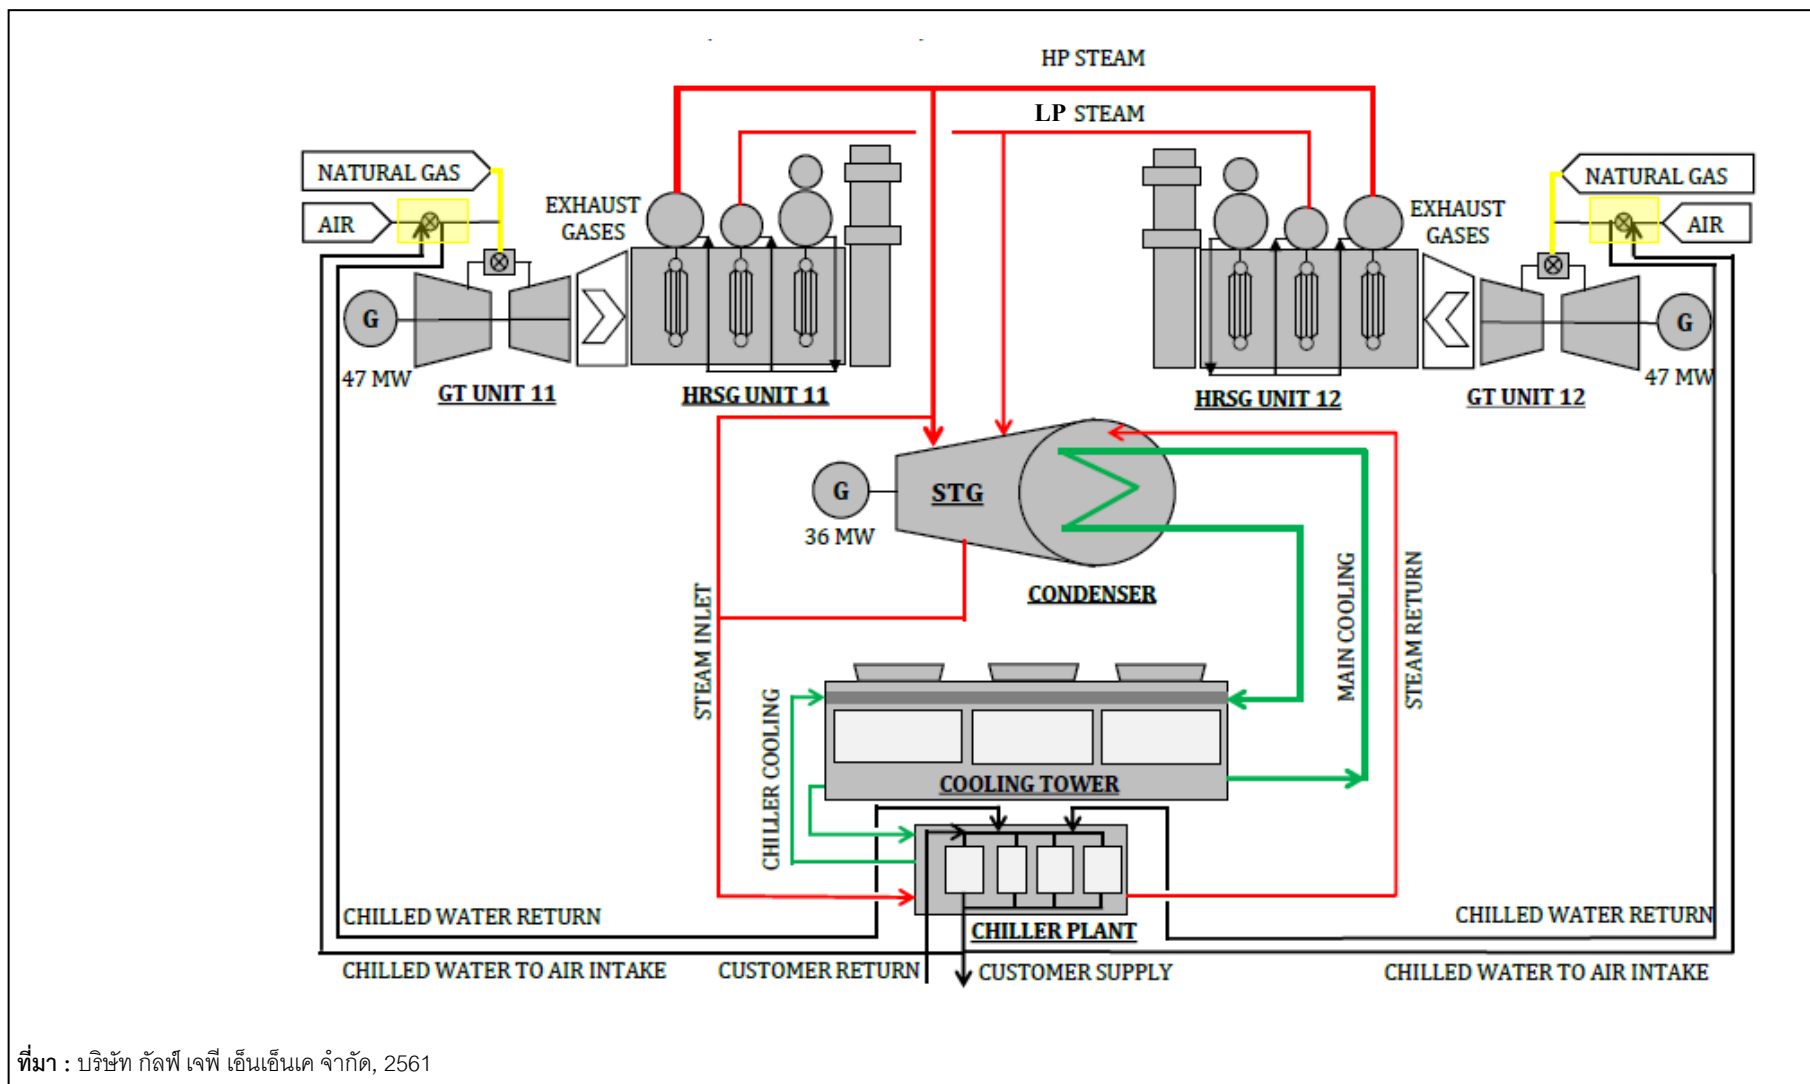 HP STEAM
LP STEAM
NATURAL GAS
NATURAL GAS
AIR
AIR
EXHAUST
GASES
EXHAUST
GASES
G
G
47 MW
47 MW
GT UNIT 11
HRSG UNIT 11
HRSG UNIT 12
GT UNIT 12
G
STG
36 MW
CONDENSER
STEAM INLET
MAIN COOLING
STEAM RETURN
CHILLER COOLING
COOLING TOWER
CHILLED WATER RETURN
CHILLED WATER RETURN
CHILLER PLANT
CHILLED WATER TO AIR INTAKE
CUSTOMER RETURN
CUSTOMER SUPPLY
CHILLED WATER TO AIR INTAKE
ที่มา : บริษัท กัลฟ์ เจพี เอ็นเอ็นเค จำกัด, 2561